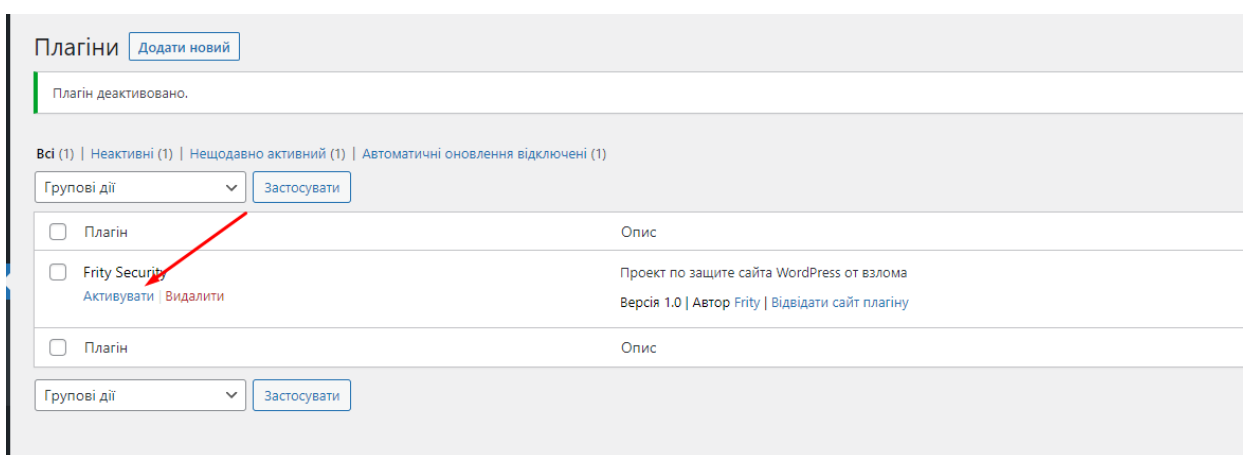 Плагіни Додати новий
Плагін деактивовано.
Всі (1) | Неактивні (1) | Нещодавно активний (1) | Автоматичні оновлення відключені (1)
Групові дії Застосувати
Плагін Опис
Frity Security Проект по защите сайта WordPress от взлома
Активувати | Видалити Версія 1.0 | Автор Frity | Відвідати сайт плагіну
Плагін Опис
Групові дії Застосувати